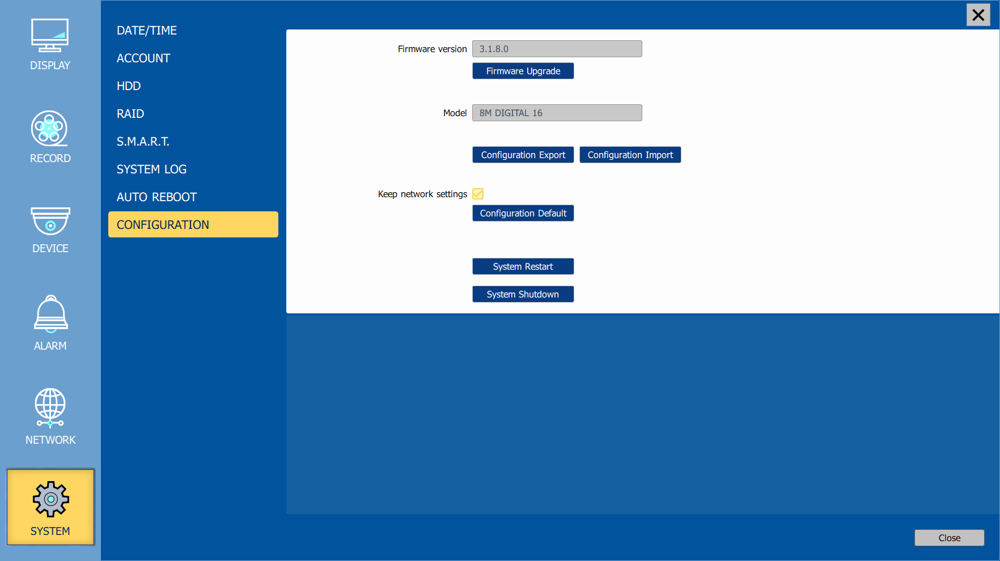 DISPLAY
RECORD
DEVICE
ALARM
NETWORK
SYSTEM
DATE/TIME
ACCOUNT
HDD
RAID
S.M.A.R.T.
SYSTEM LOG
AUTO REBOOT
CONFIGURATION
Firmware version 3.1.8.0
Firmware Upgrade
Model 8M DIGITAL 16
Configuration Export Configuration Import
Keep network settings
Configuration Default
System Restart
System Shutdown
Close